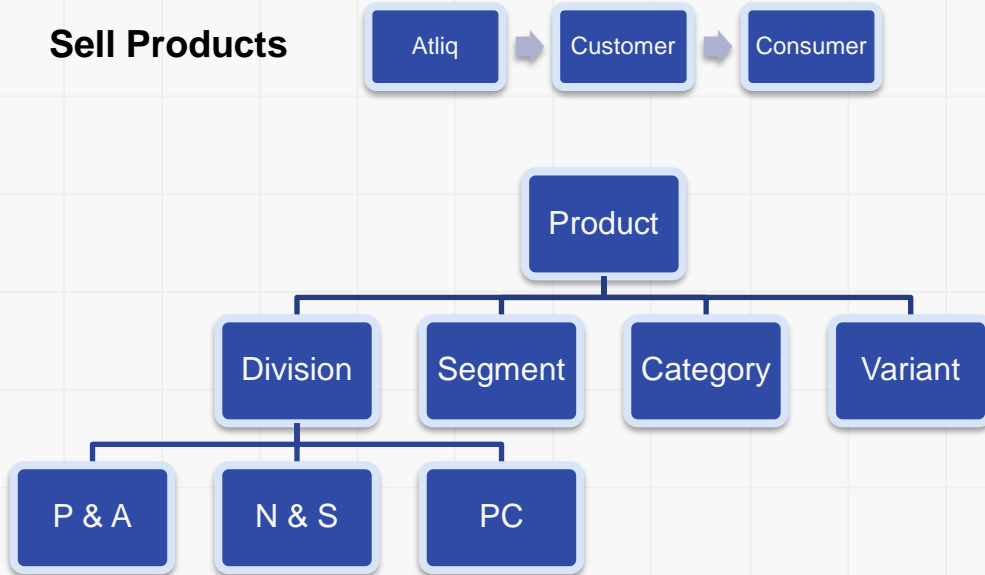 Sell Products
Atliq
Customer
Consumer
Product
Division
Segment
Category
Variant
P & A
N & S
PC